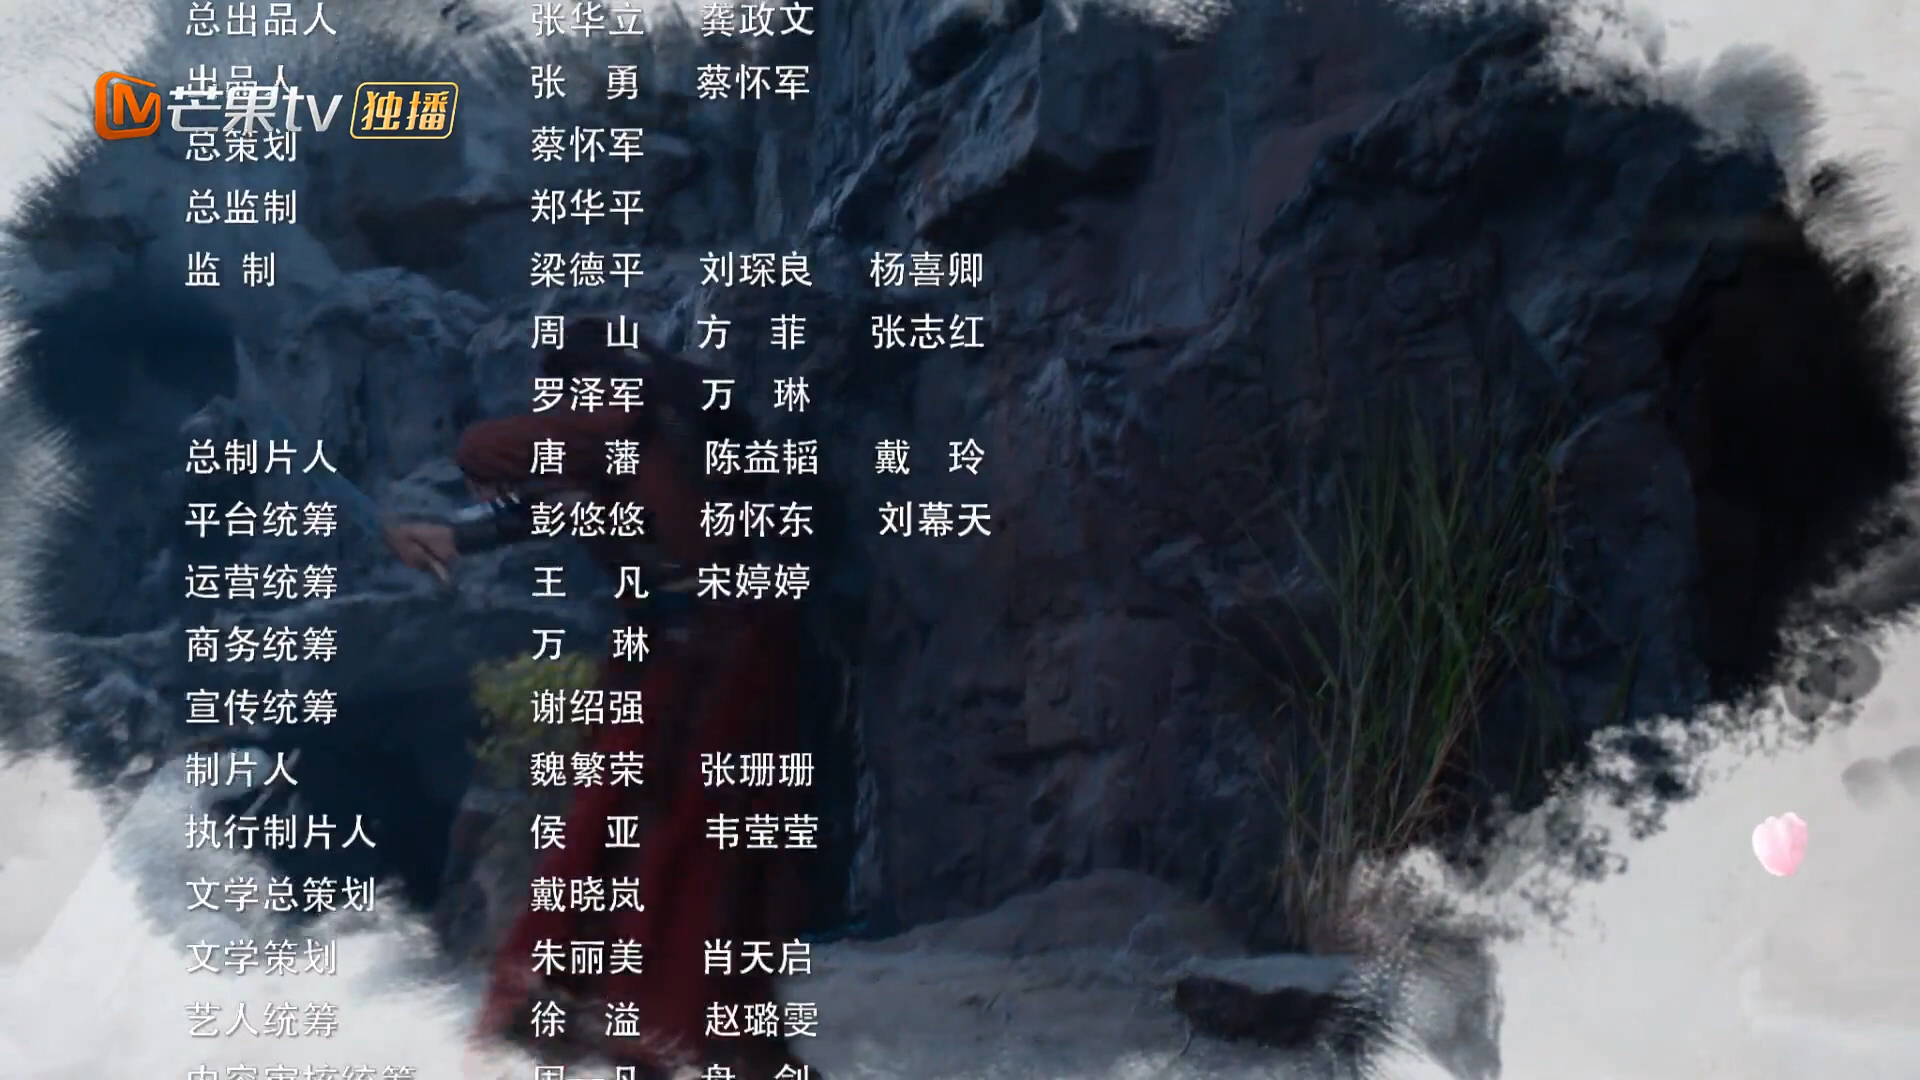 总出品人 张华立 龚政文
出品人 张 勇 蔡怀军
芒果tv 独播
总策划 蔡怀军
总监制 郑华平
监 制 梁德平 刘琛良 杨喜卿
周 山 方 菲 张志红
罗泽军 万 琳
总制片人 唐 藩 陈益韬 戴 玲
平台统筹 彭悠悠 杨怀东 刘幕天
运营统筹 王 凡 宋婷婷
商务统筹 万 琳
宣传统筹 谢绍强
制片人 魏繁荣 张珊珊
执行制片人 侯 亚 韦莹莹
文学总策划 戴晓岚
文学策划 朱丽美 肖天启
艺人统筹 徐 溢 赵璐雯